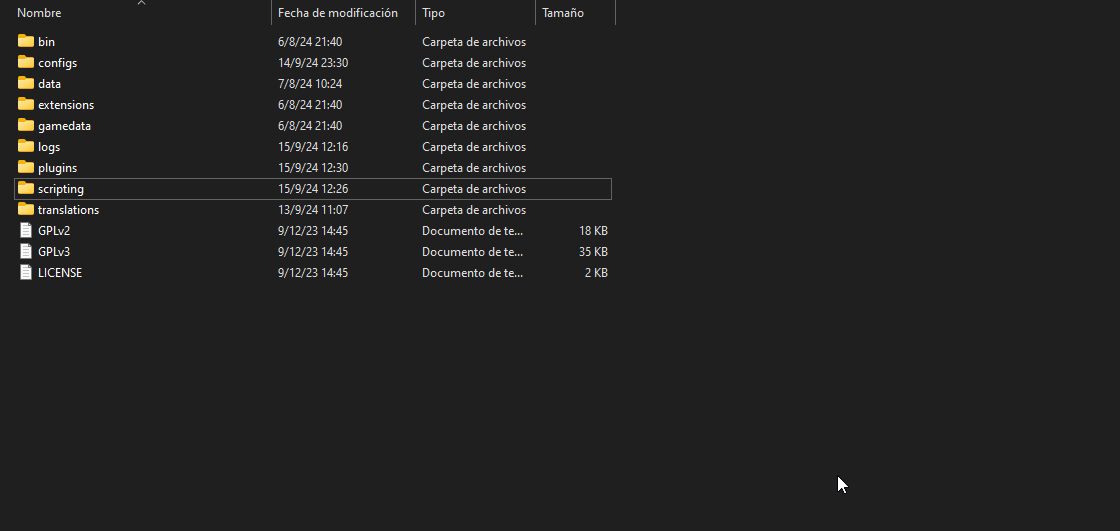 Nombre Fecha de modificación Tipo Tamaño
bin 6/8/24 21:40 Carpeta de archivos
configs 14/9/24 23:30 Carpeta de archivos
data 7/8/24 10:24 Carpeta de archivos
extensions 6/8/24 21:40 Carpeta de archivos
gamedata 6/8/24 21:40 Carpeta de archivos
logs 15/9/24 12:16 Carpeta de archivos
plugins 15/9/24 12:30 Carpeta de archivos
scripting 15/9/24 12:26 Carpeta de archivos
translations 13/9/24 11:07 Carpeta de archivos
GPLv2 9/12/23 14:45 Documento de te... 18 KB
GPLv3 9/12/23 14:45 Documento de te... 35 KB
LICENSE 9/12/23 14:45 Documento de te... 2 KB